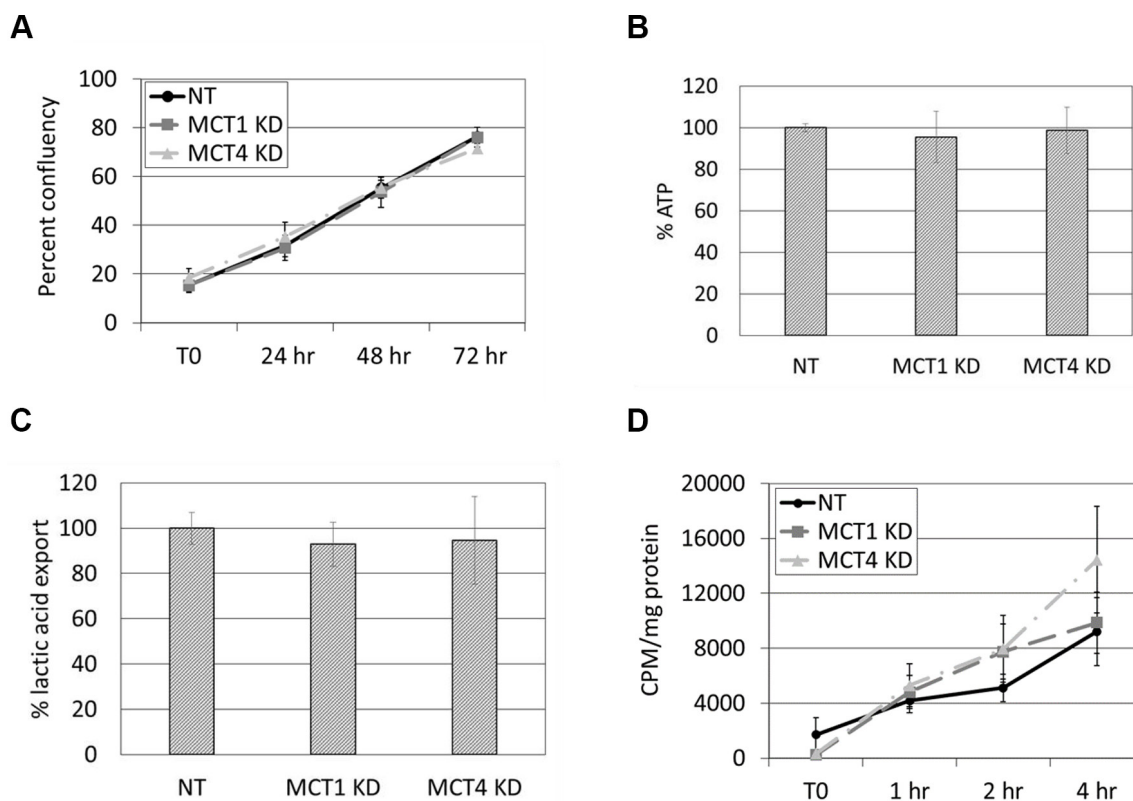 A
Percent confluency
100
80
60
40
20
0
NT
MCT1 KD
MCT4 KD
T0 24 hr 48 hr 72 hr
B
% ATP
120
100
80
60
40
20
0
NT MCT1 KD MCT4 KD
C
% lactic acid export
120
100
80
60
40
20
0
NT MCT1 KD MCT4 KD
D
CPM/mg protein
20000
16000
12000
8000
4000
0
NT
MCT1 KD
MCT4 KD
T0 1 hr 2 hr 4 hr